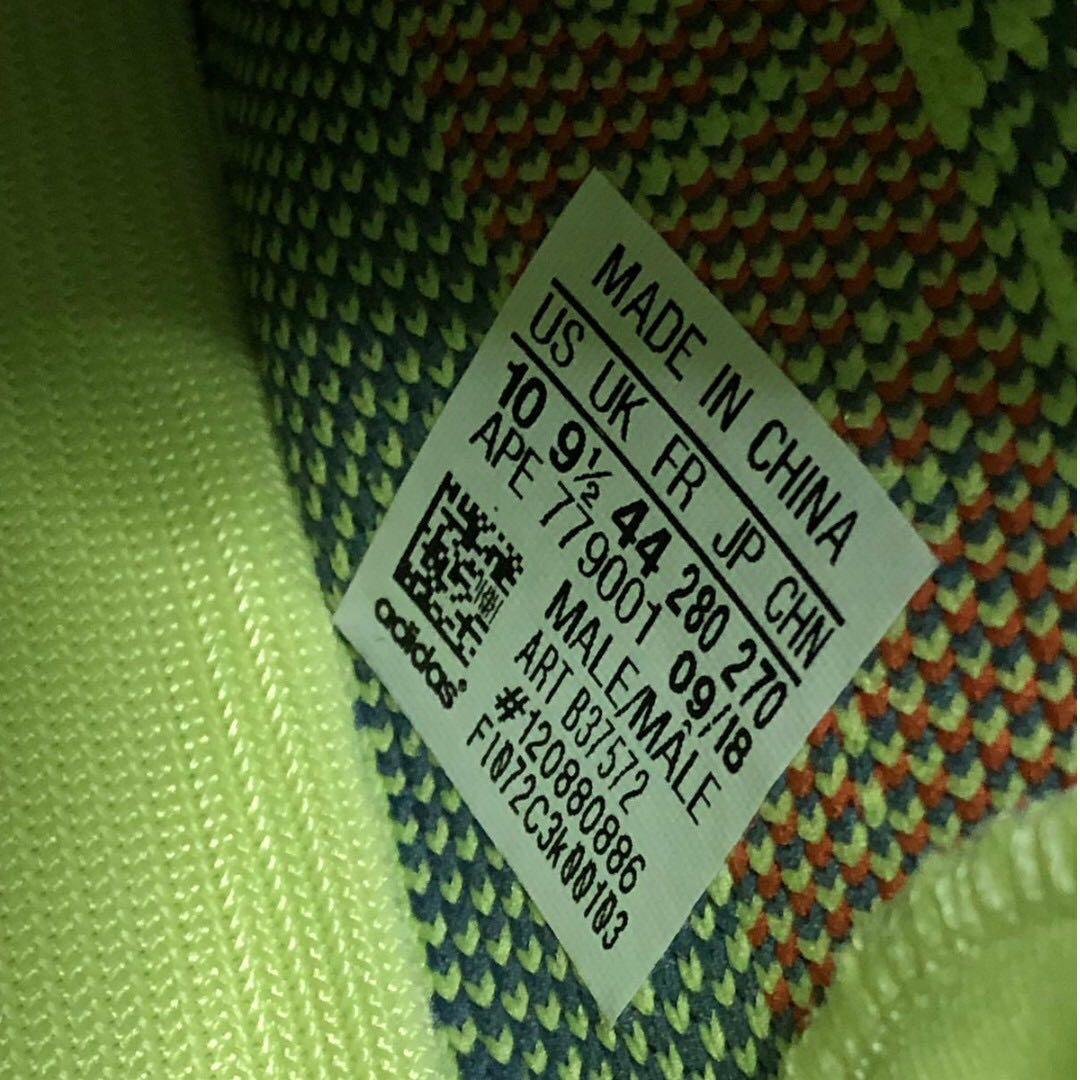 MADE IN CHINA
US UK FR JP CHN
10 9½ 44 280 270
APE 779001 09/18
MALE/MÂLE
ART B37572
#120880886
FI072C3K00103
adidas